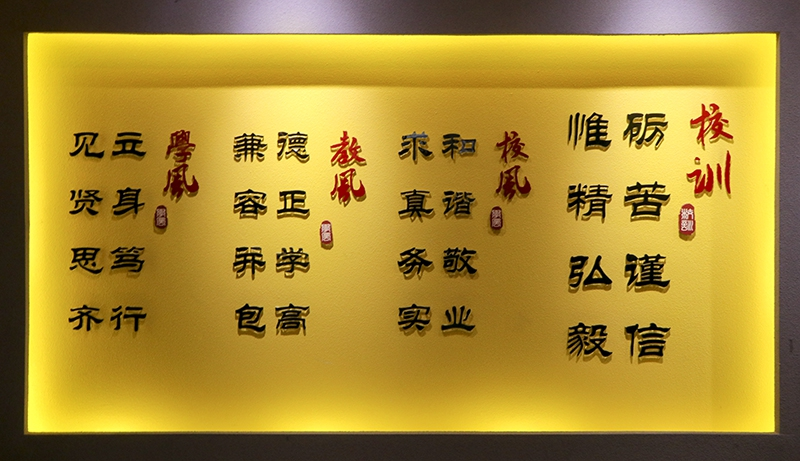 校训
砺苦谨信
惟精弘毅
校风
和谐敬业
求真务实
教风
德正学高
兼容并包
學風
立身笃行
见贤思齐